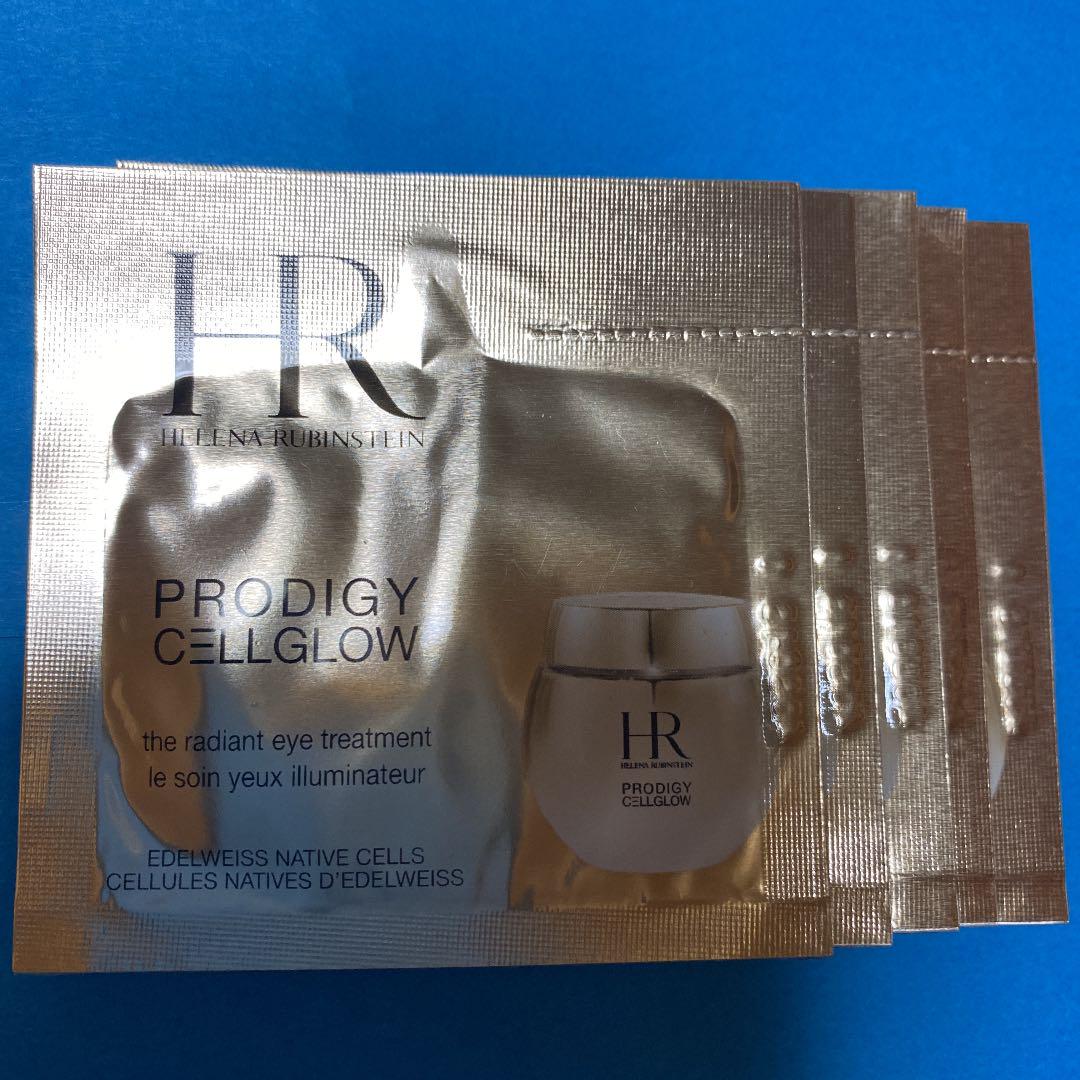 HR
HELENA RUBINSTEIN
PRODIGY
CELLGLOW
the radiant eye treatment
le soin yeux illuminateur
EDELWEISS NATIVE CELLS
CELLULES NATIVES D'EDELWEISS
HR
HELENA RUBINSTEIN
PRODIGY
CELLGLOW